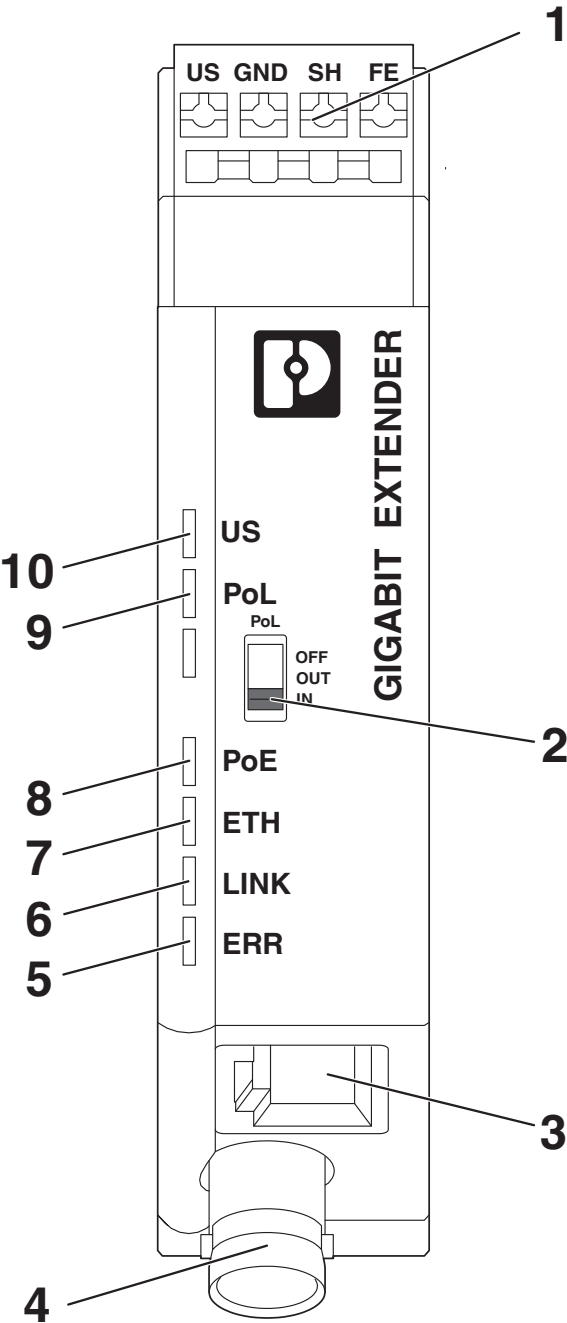 1
US GND SH FE
GIGABIT EXTENDER
10
US
9
PoL
PoL
OFF
OUT
IN
2
8
PoE
7
ETH
6
LINK
5
ERR
3
4